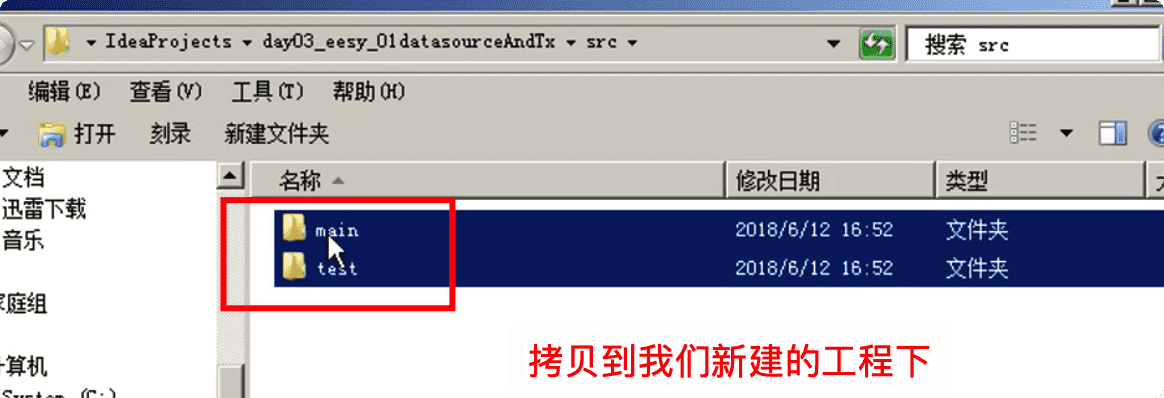 IdeaProjects day03_eesy_01datasourceAndTx src 搜索 src
编辑(E) 查看(V) 工具(T) 帮助(H)
打开 刻录 新建文件夹
文档
迅雷下载
音乐
家庭组
计算机
System (C:)
名称 修改日期 类型
main 2018/6/12 16:52 文件夹
test 2018/6/12 16:52 文件夹
拷贝到我们新建的工程下